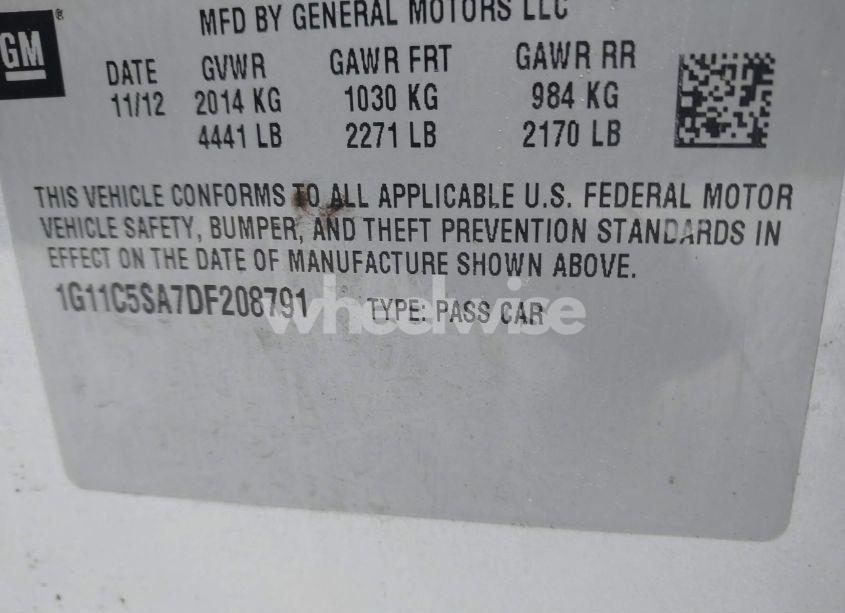 MFD BY GENERAL MOTORS LLC
GM®
DATE GVWR GAWR FRT GAWR RR
11/12 2014 KG 1030 KG 984 KG
4441 LB 2271 LB 2170 LB
THIS VEHICLE CONFORMS TO ALL APPLICABLE U.S. FEDERAL MOTOR
VEHICLE SAFETY, BUMPER, AND THEFT PREVENTION STANDARDS IN
EFFECT ON THE DATE OF MANUFACTURE SHOWN ABOVE.
1G11C5SA7DF208791 TYPE: PASS CAR
wheelwise